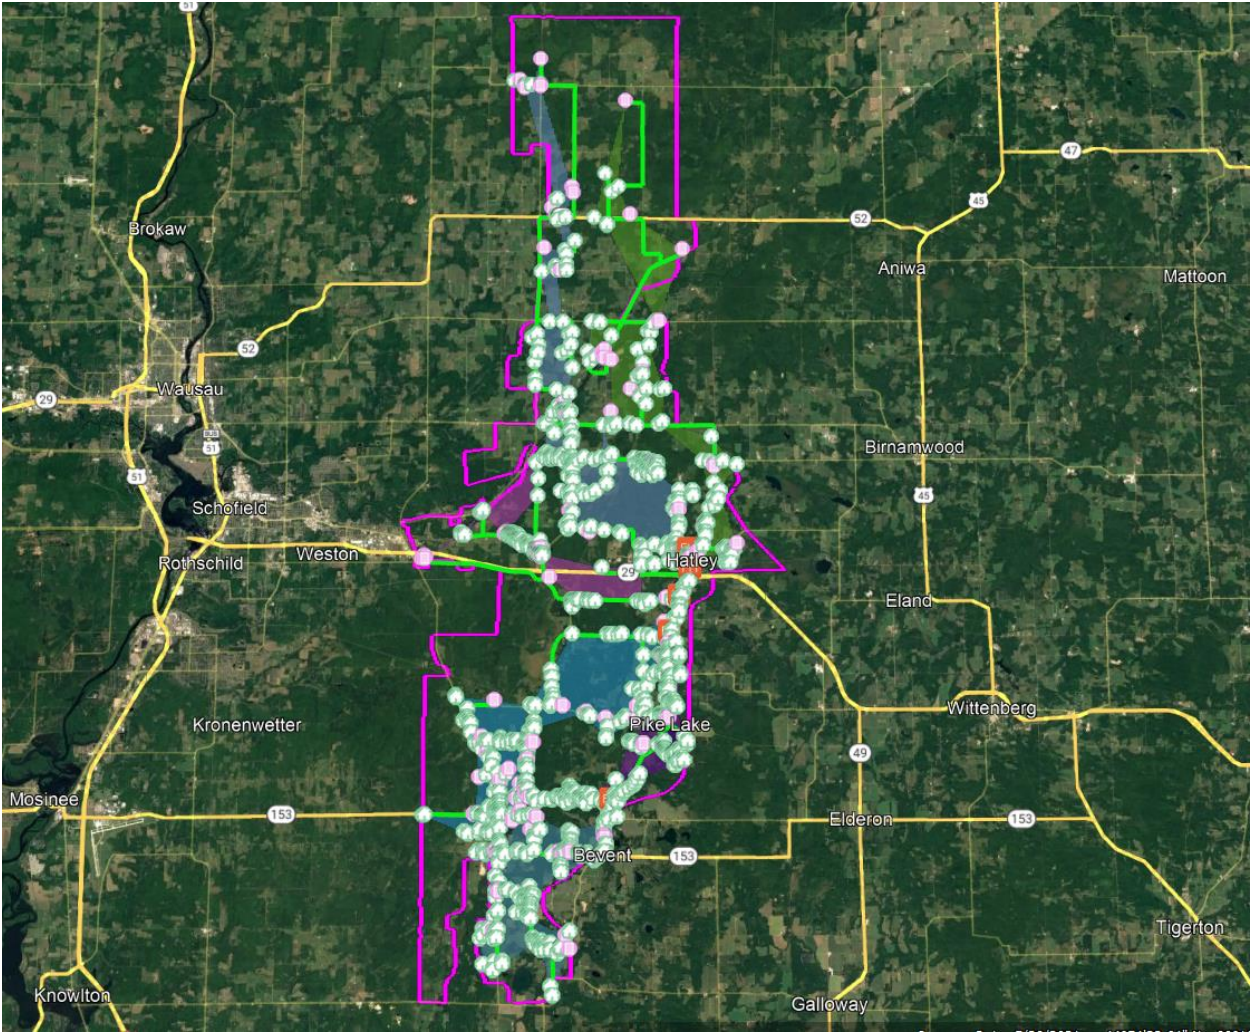 51
47
45
52
Brokaw
Aniwa
Mattoon
52
Wausau
29
BUS
51
Birnamwood
51
45
Schofield
Weston
Rothschild
Hatley
29
Eland
Wittenberg
Kronenwetter
Pike Lake
49
Mosinee
153
Elderon
153
Bevent
153
Tigerton
Knowlton
Galloway